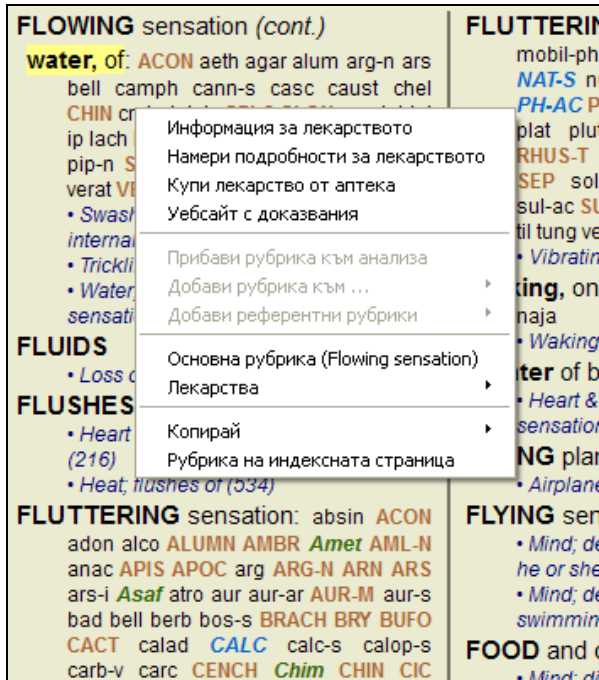 FLOWING sensation (cont.)
water, of: ACON aeth agar alum arg-n ars
bell camph cann-s casc caust chel
CHIN
ip lach
pip-n
verat
• Swash
internal
•
• Water
sensati
FLUIDS
• Loss
FLUSHES
• Heart
(216)
• Heat; flushes of (534)
FLUTTERING sensation: absin ACON
adon alco ALUMN AMBR Amet AML-N
anac APIS APOC arg ARG-N ARN ARS
ars-i Asaf atro aur aur-ar AUR-M aur-s
bad bell berb bos-s BRACH BRY BUFO
CACT calad CALC calc-s calop-s
carb-v carc CENCH Chim CHIN CIC
Информация за лекарството
Намери подробности за лекарството
Купи лекарство от аптека
Уебсайт с доказвания
Прибави рубрика към анализа
Добави рубрика към ...
Добави референтни рубрики
Основна рубрика (Flowing sensation)
Лекарства
Копирай
Рубрика на индексната страница
FLUTTERIN
mobil-ph
NAT-S
PH-AC
plat
RHUS-T
SEP sol
sul-ac
til tung ve
• Vibratin
king, on
naja
• Waking
ter of b
• Heart &
sensation
NG plan
• Airplane
FLYING sen
• Mind; de
he or she
• Mind; de
swimmin
FOOD and
• Mind;